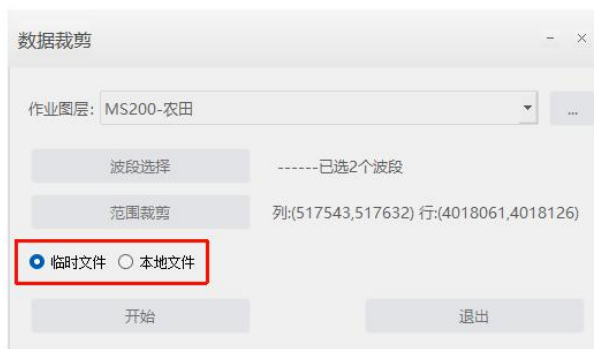 数据裁剪
作业图层: MS200-农田
...
波段选择 ------已选2个波段
范围裁剪 列:(517543,517632) 行:(4018061,4018126)
临时文件 本地文件
开始 退出